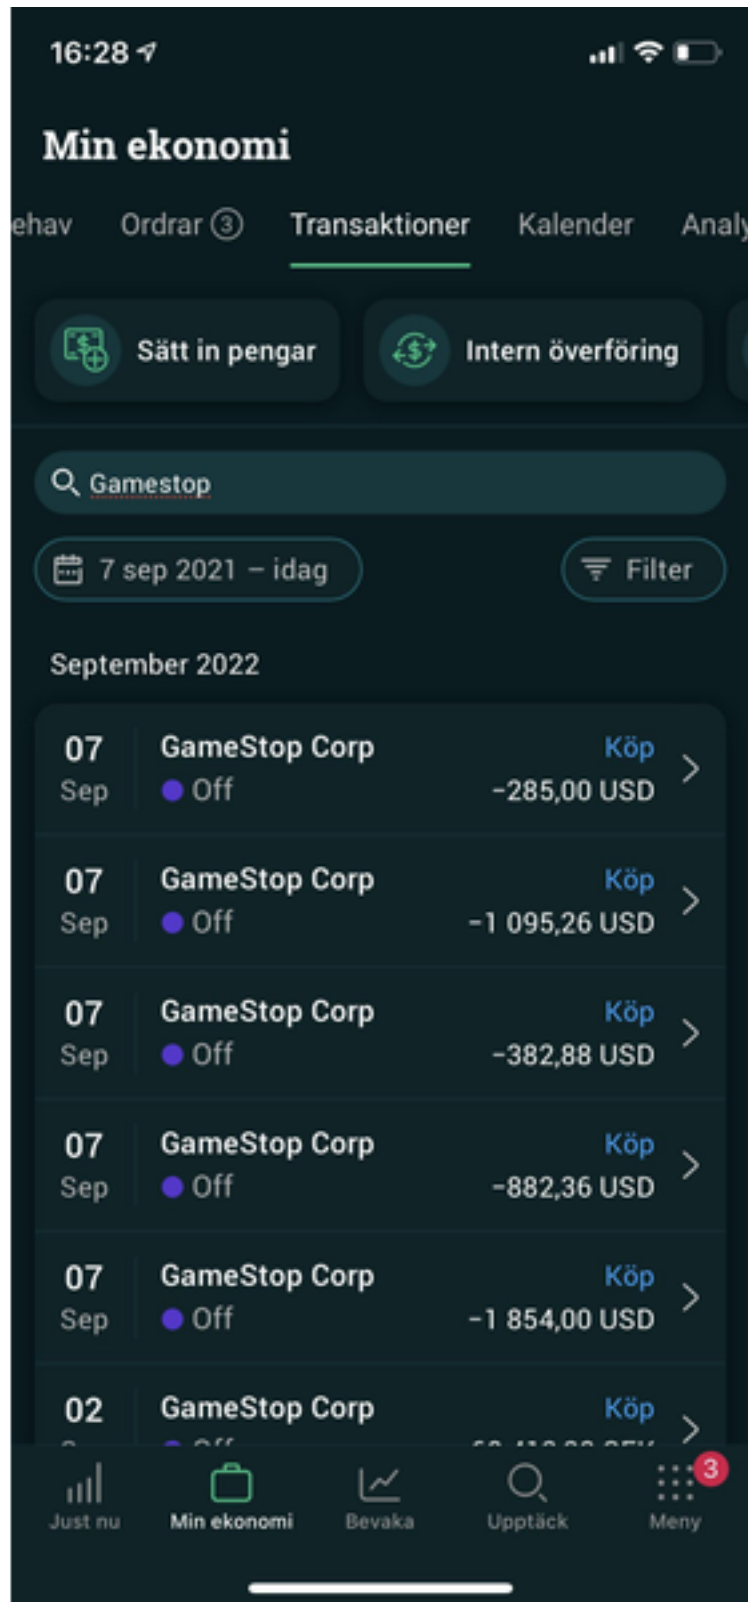 16:28
Min ekonomi
ehav Ordrar 3 Transaktioner Kalender Analy
Sätt in pengar Intern överföring
Gamestop
7 sep 2021 – idag Filter
September 2022
07 GameStop Corp Köp
Sep Off −285,00 USD
07 GameStop Corp Köp
Sep Off −1 095,26 USD
07 GameStop Corp Köp
Sep Off −382,88 USD
07 GameStop Corp Köp
Sep Off −882,36 USD
07 GameStop Corp Köp
Sep Off −1 854,00 USD
02 GameStop Corp Köp
3
Just nu Min ekonomi Bevaka Upptäck Meny